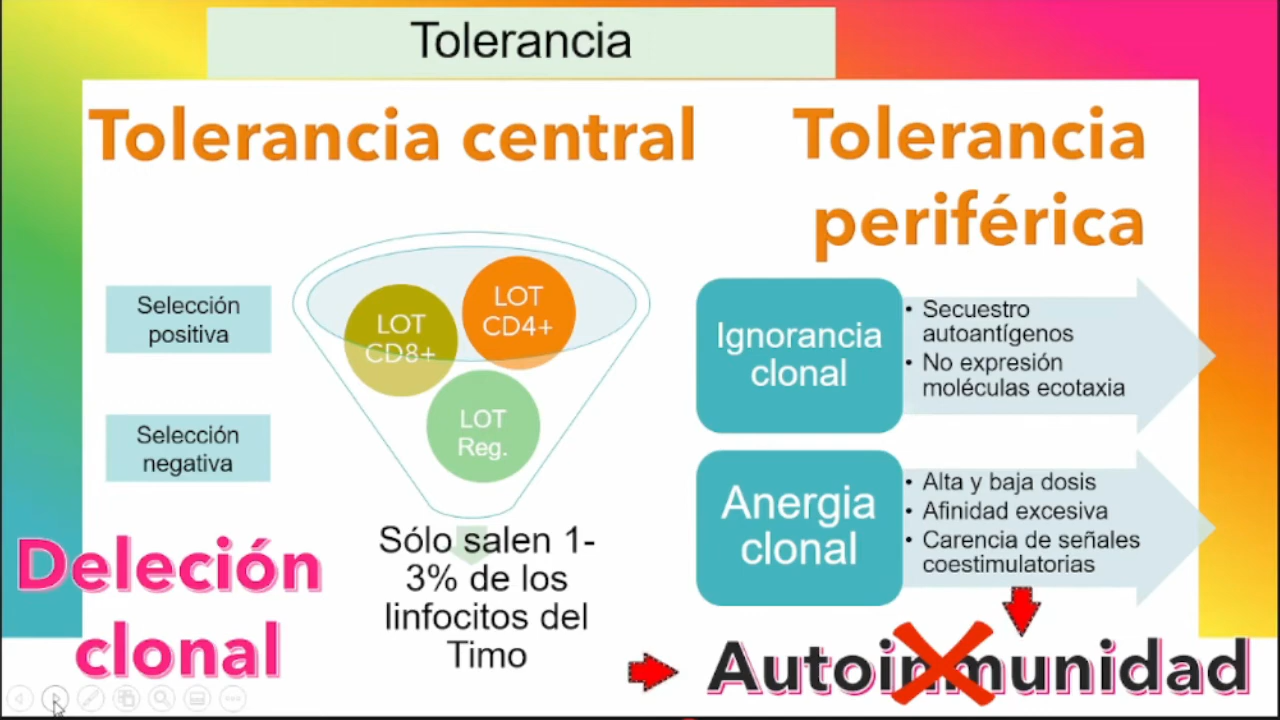 Tolerancia
Tolerancia central
Selección
positiva
Selección
negativa
LOT
CD8+
LOT
CD4+
LOT
Reg.
Sólo salen 1-
3% de los
linfocitos del
Timo
Deleción
clonal
Tolerancia
periférica
Ignorancia
clonal
• Secuestro
autoantígenos
• No expresión
moléculas ecotaxia
Anergia
clonal
• Alta y baja dosis
• Afinidad excesiva
• Carencia de señales
coestimulatorias
Autoinmunidad